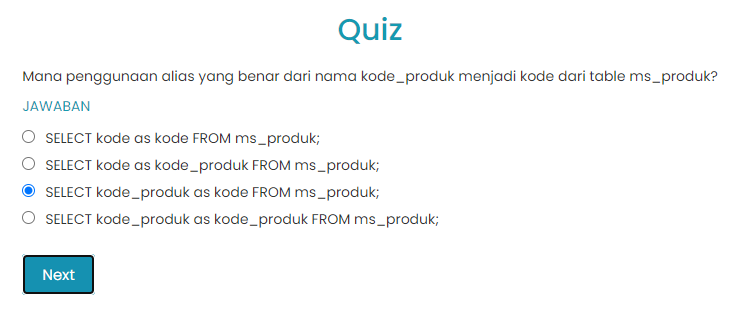 Quiz
Mana penggunaan alias yang benar dari nama kode_produk menjadi kode dari table ms_produk?
JAWABAN
SELECT kode as kode FROM ms_produk;
SELECT kode as kode_produk FROM ms_produk;
SELECT kode_produk as kode FROM ms_produk;
SELECT kode_produk as kode_produk FROM ms_produk;
Next